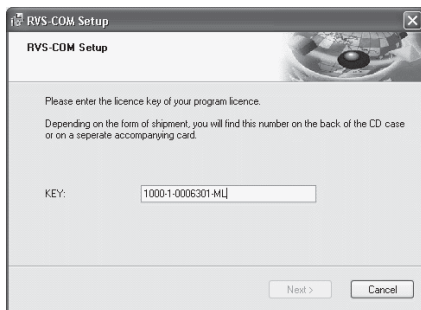 RVS-COM Setup
RVS-COM Setup
Please enter the licence key of your program licence.
Depending on the form of shipment, you will find this number on the back of the CD case
or on a seperate accompanying card.
KEY:
1000-1-0006301-ML
Next >
Cancel